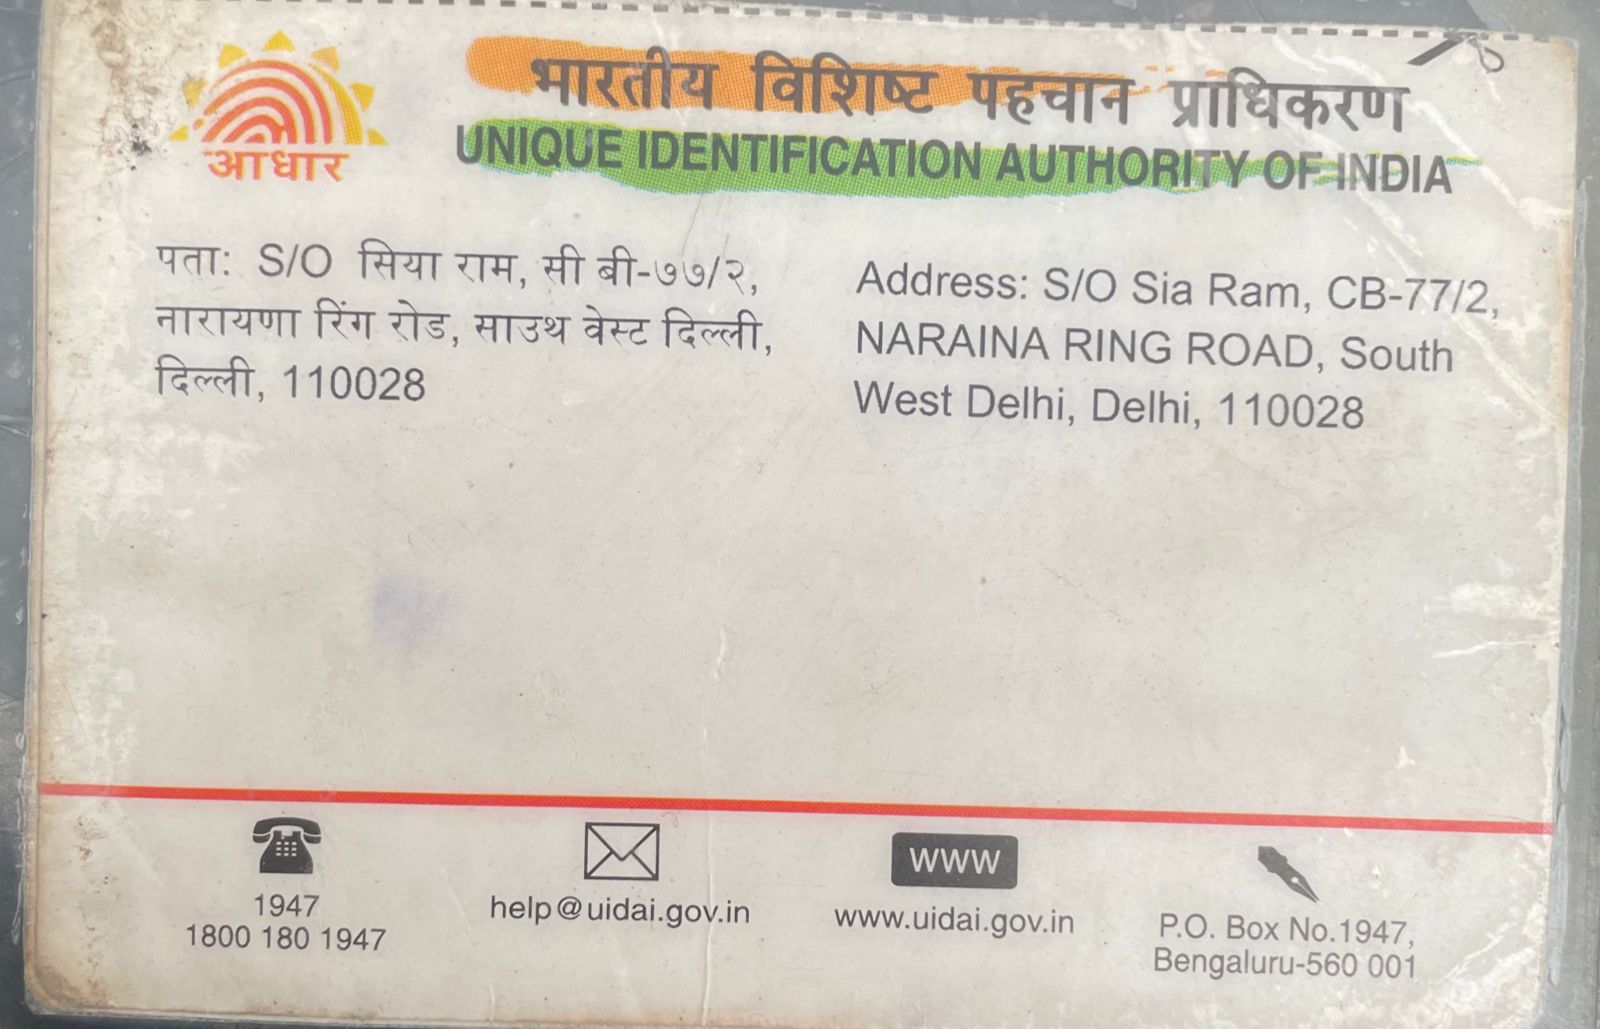 आधार
भारतीय विशिष्ट पहचान प्राधिकरण
UNIQUE IDENTIFICATION AUTHORITY OF INDIA
पता: S/O सिया राम, सी बी-७७/२,
नारायणा रिंग रोड, साउथ वेस्ट दिल्ली,
दिल्ली, 110028
Address: S/O Sia Ram, CB-77/2,
NARAINA RING ROAD, South
West Delhi, Delhi, 110028
1947
1800 180 1947
help@uidai.gov.in
www
www.uidai.gov.in
P.O. Box No.1947,
Bengaluru-560 001